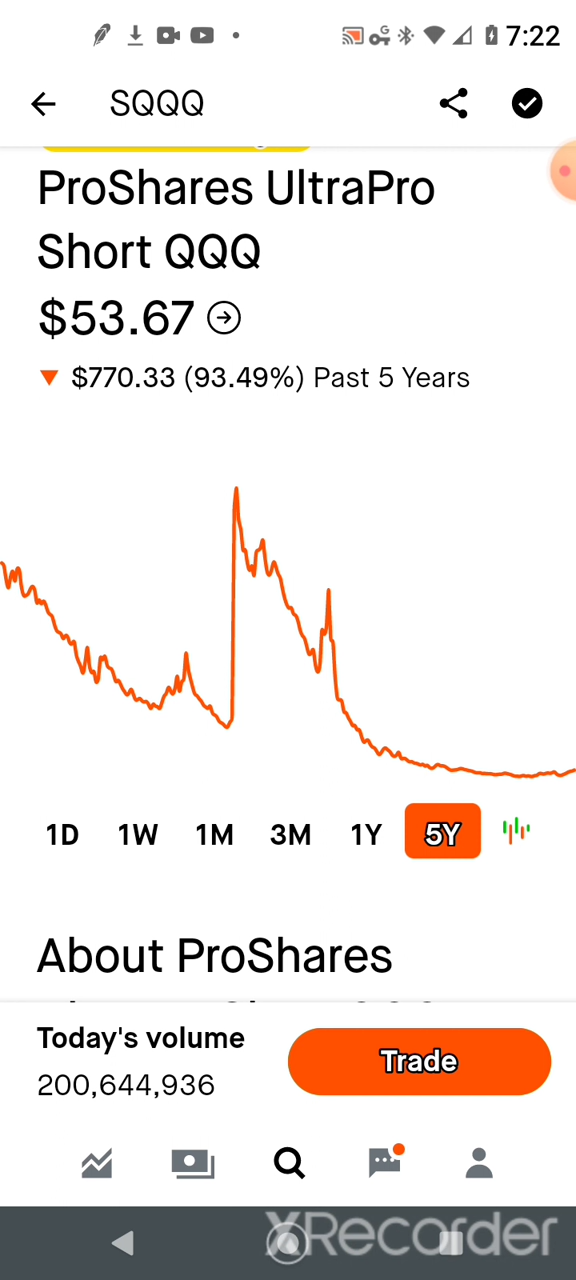 7:22
SQQQ
ProShares UltraPro
Short QQQ
$53.67
$770.33 (93.49%) Past 5 Years
1D 1W 1M 3M 1Y 5Y
About ProShares
Today's volume
200,644,936
Trade
XRecorder